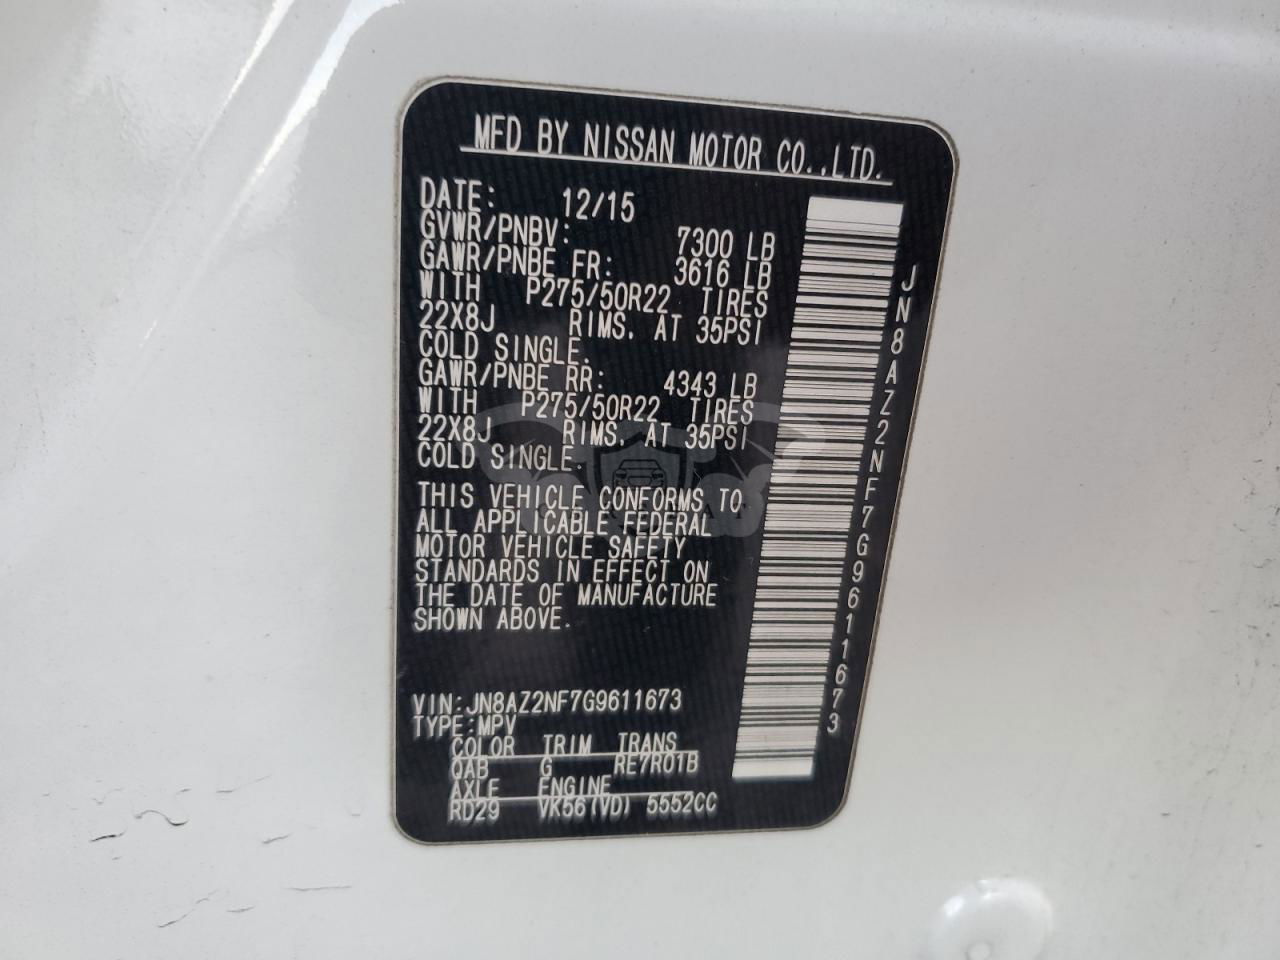 MFD BY NISSAN MOTOR CO.,LTD.
DATE: 12/15
GVWR/PNBV: 7300 LB
GAWR/PNBE FR: 3616 LB
WITH P275/50R22 TIRES
22X8J RIMS. AT 35PSI
COLD SINGLE.
GAWR/PNBE RR: 4343 LB
WITH P275/50R22 TIRES
22X8J RIMS. AT 35PSI
COLD SINGLE.
THIS VEHICLE CONFORMS TO
ALL APPLICABLE FEDERAL
MOTOR VEHICLE SAFETY
STANDARDS IN EFFECT ON
THE DATE OF MANUFACTURE
SHOWN ABOVE.
VIN:JN8AZ2NF7G9611673
TYPE:MPV
COLOR TRIM TRANS
QAB G RE7R01B
AXLE ENGINE
RD29 VK56(VD) 5552CC
JN8AZ2NF7G9611673